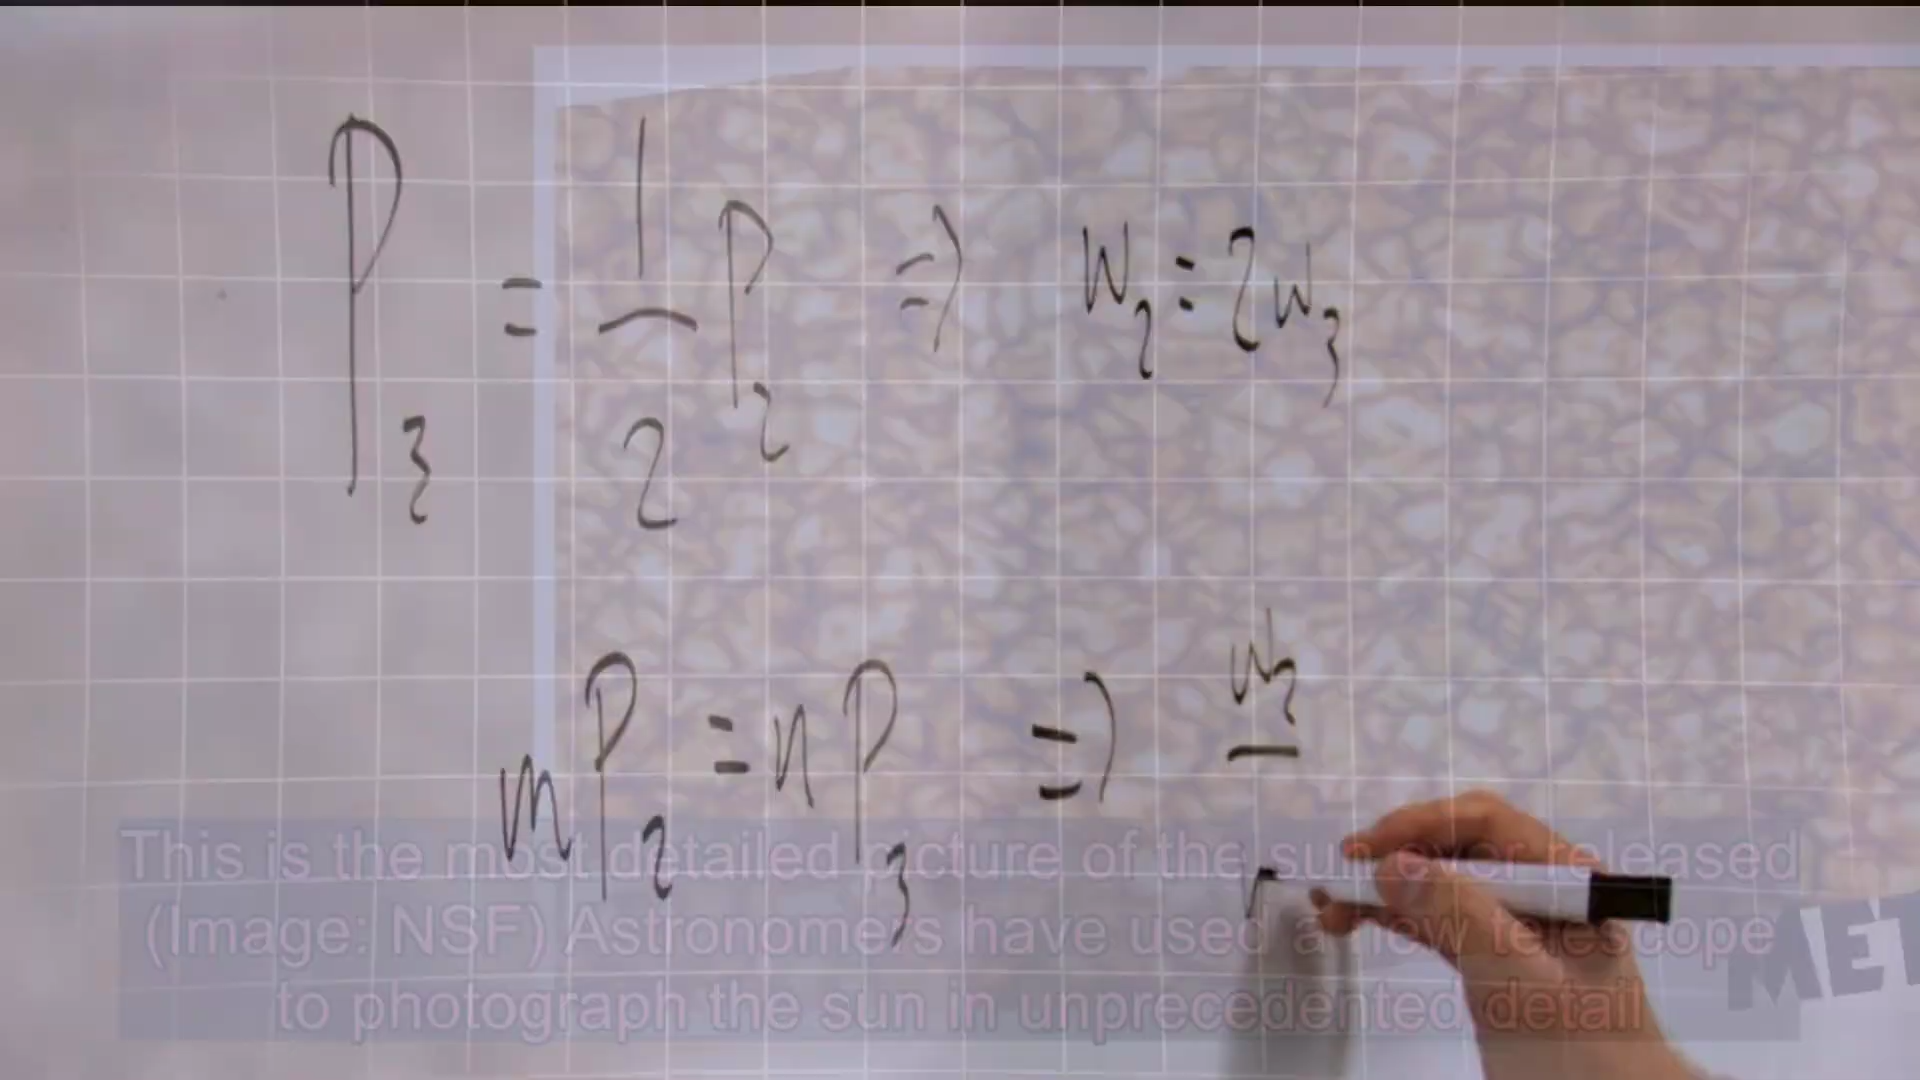 P₃ = 1/2 P₂ => W₂ = 2W₃
mP₂ = nP₃ => W₂/
This is the most detailed picture of the sun ever released
(Image: NSF) Astronomers have used a new telescope
to photograph the sun in unprecedented detail
MET